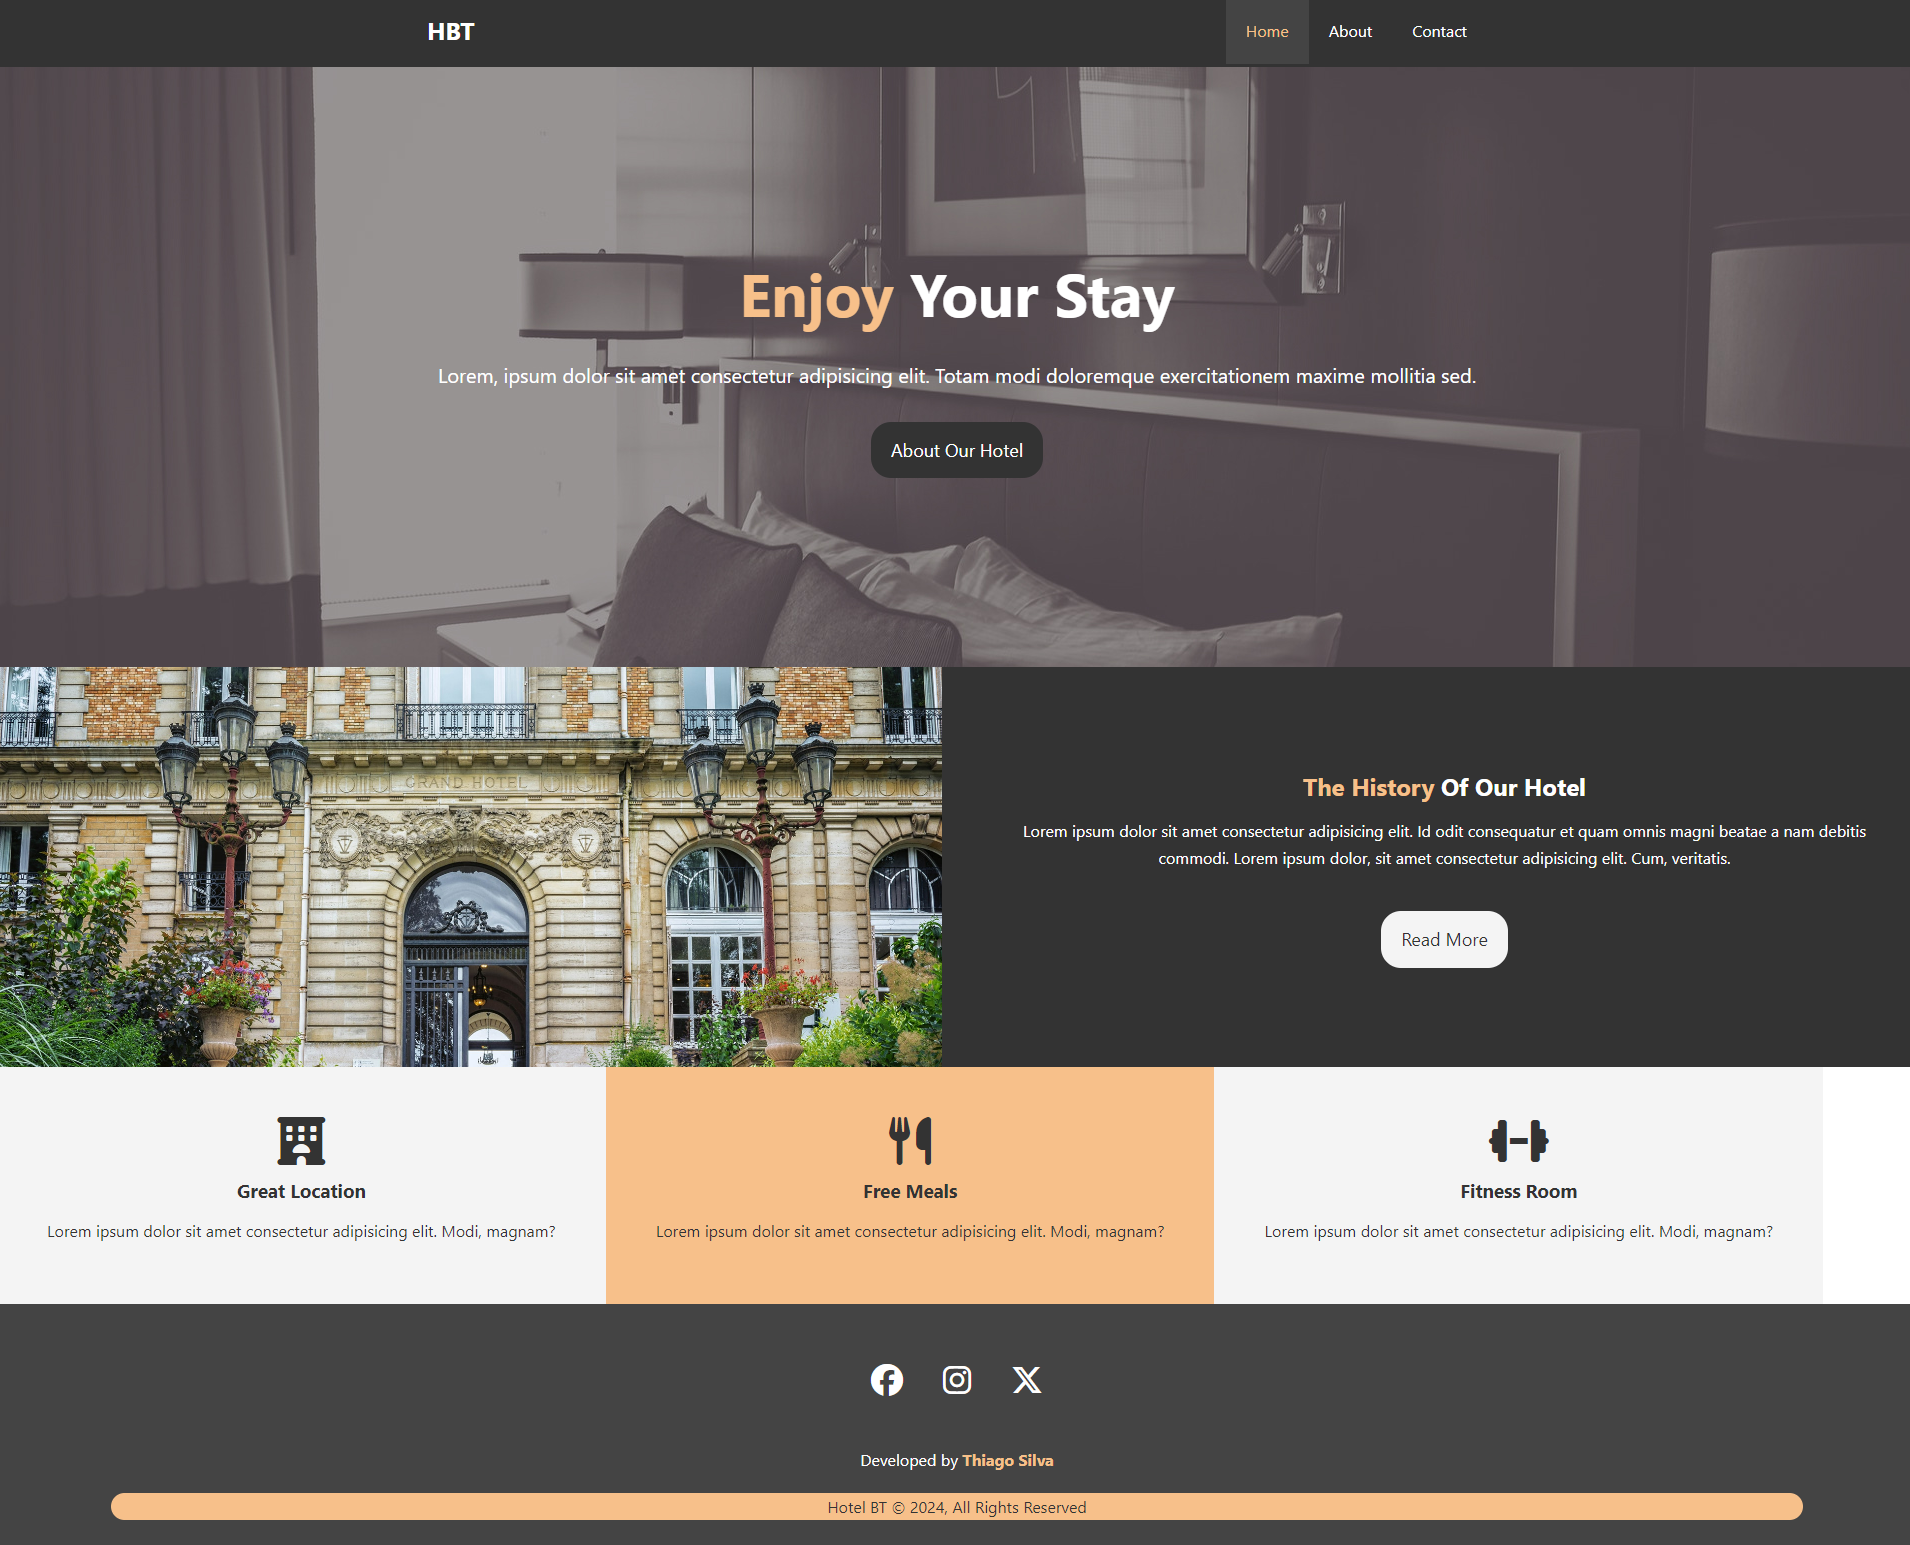 HBT
Home About Contact
Enjoy Your Stay
Lorem, ipsum dolor sit amet consectetur adipisicing elit. Totam modi doloremque exercitationem maxime mollitia sed.
About Our Hotel
GRAND HOTEL
The History Of Our Hotel
Lorem ipsum dolor sit amet consectetur adipisicing elit. Id odit consequatur et quam omnis magni beatae a nam debitis
commodi. Lorem ipsum dolor, sit amet consectetur adipisicing elit. Cum, veritatis.
Read More
Great Location
Lorem ipsum dolor sit amet consectetur adipisicing elit. Modi, magnam?
Free Meals
Lorem ipsum dolor sit amet consectetur adipisicing elit. Modi, magnam?
Fitness Room
Lorem ipsum dolor sit amet consectetur adipisicing elit. Modi, magnam?
Developed by Thiago Silva
Hotel BT © 2024, All Rights Reserved